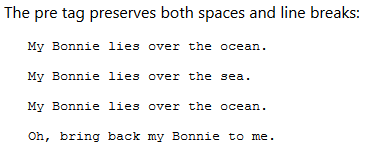 The pre tag preserves both spaces and line breaks:
My Bonnie lies over the ocean.
My Bonnie lies over the sea.
My Bonnie lies over the ocean.
Oh, bring back my Bonnie to me.